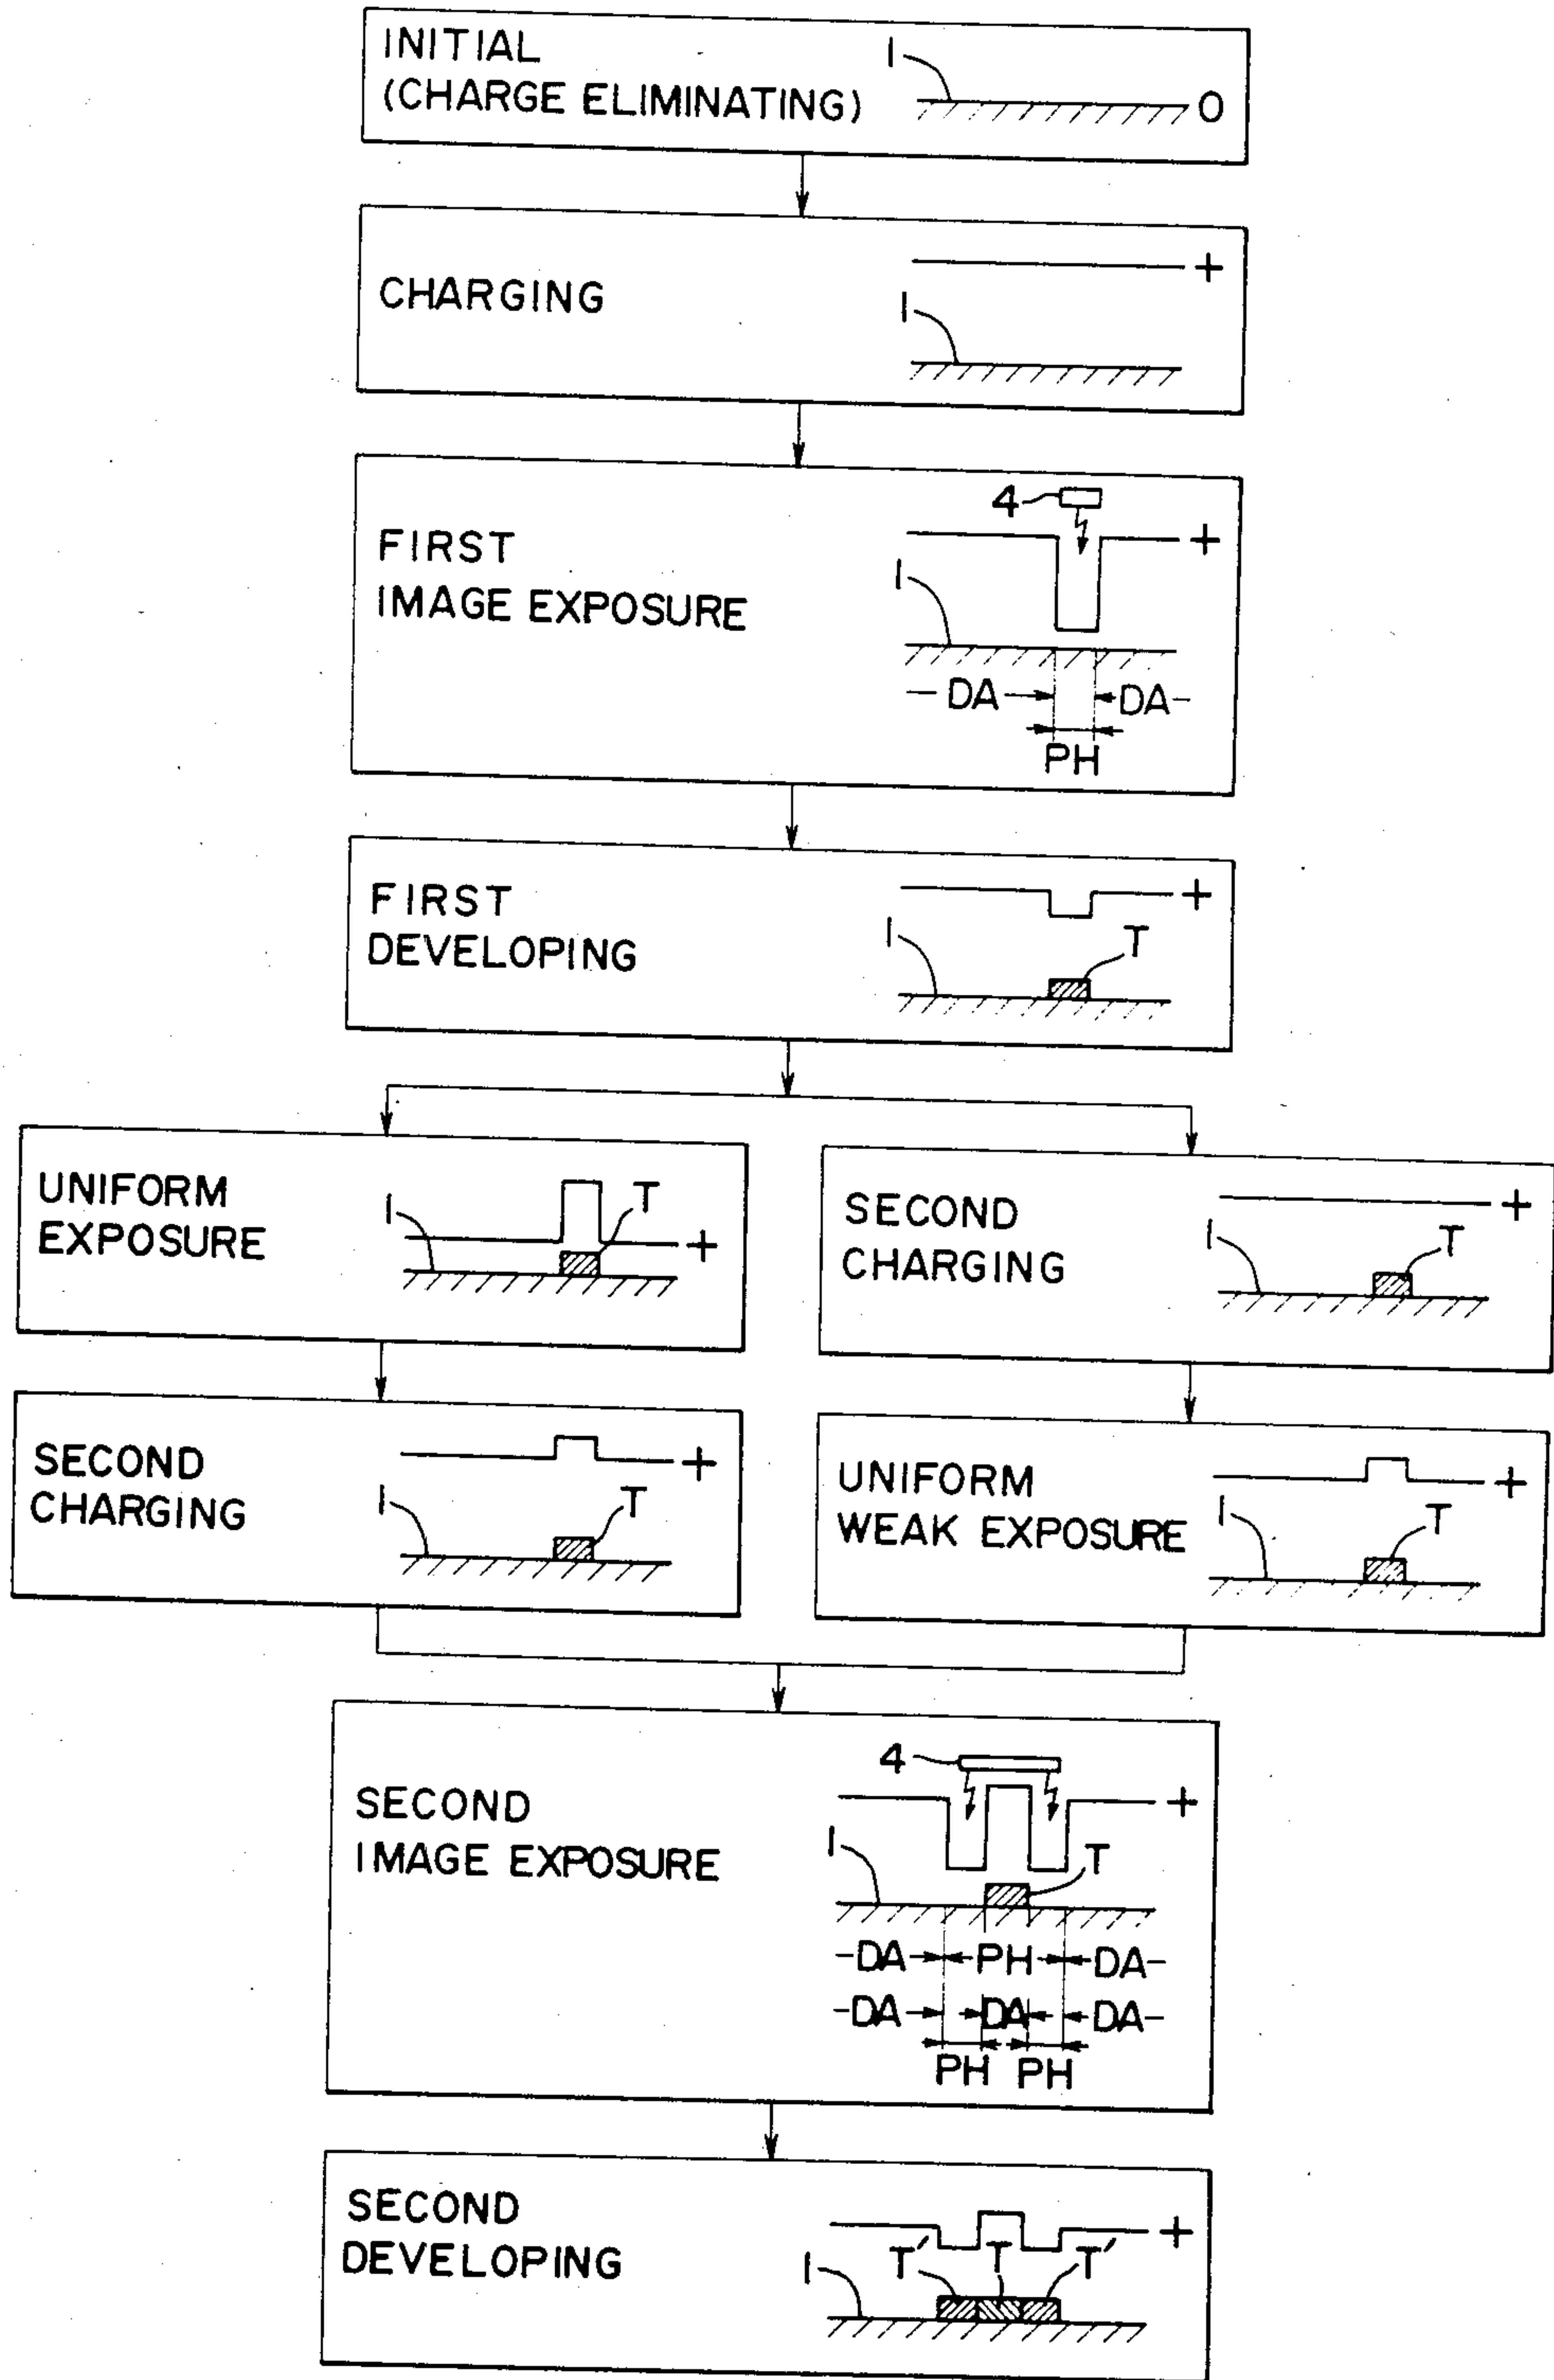 INITIAL
(CHARGE ELIMINATING)
1
0
CHARGING
+
1
FIRST
IMAGE EXPOSURE
4
+
1
-DA DA-
PH
FIRST
DEVELOPING
+
1
T
UNIFORM
EXPOSURE
1
T
+
SECOND
CHARGING
+
1
T
SECOND
CHARGING
+
1
T
UNIFORM
WEAK EXPOSURE
+
1
T
SECOND
IMAGE EXPOSURE
4
+
1
T
-DA PH DA-
-DA DA DA-
PH PH
SECOND
DEVELOPING
+
T' T T'
1